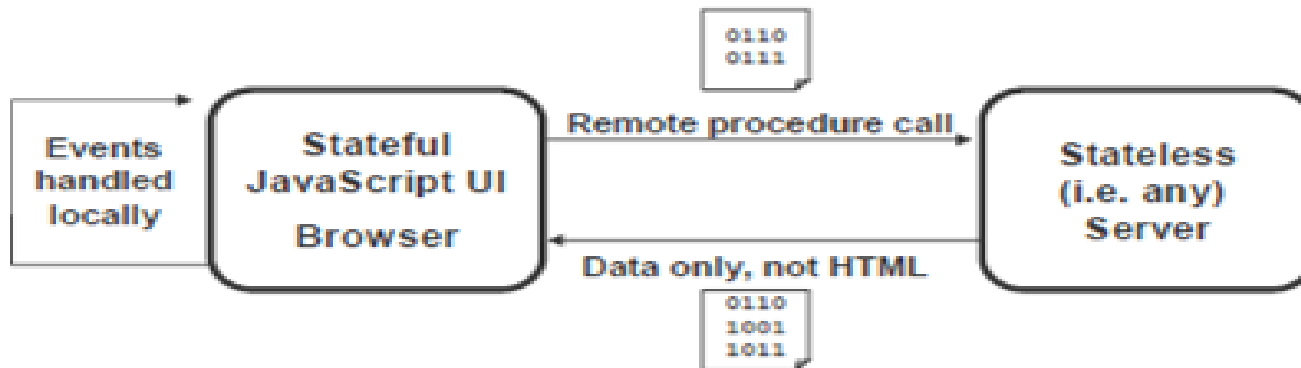 0110
0111
Remote procedure call
Events
handled
locally
Stateful
JavaScript UI
Browser
Stateless
(i.e. any)
Server
Data only, not HTML
0110
1001
1011